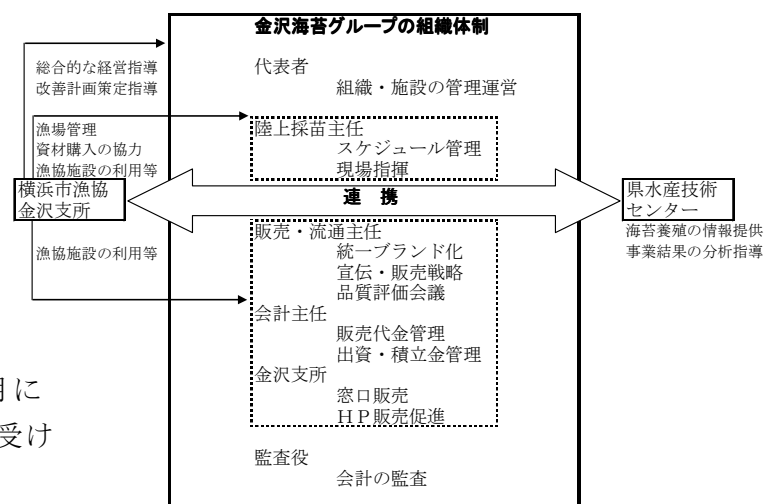 金沢海苔グループの組織体制
総合的な経営指導
改善計画策定指導
代表者
組織・施設の管理運営
漁場管理
資材購入の協力
漁協施設の利用等
陸上採苗主任
スケジュール管理
現場指揮
横浜市漁協
金沢支所
連 携
県水産技術
センター
海苔養殖の情報提供
事業結果の分析指導
漁協施設の利用等
販売・流通主任
統一ブランド化
宣伝・販売戦略
品質評価会議
会計主任
販売代金管理
出資・積立金管理
金沢支所
窓口販売
ＨＰ販売促進
監査役
会計の監査
に
受け